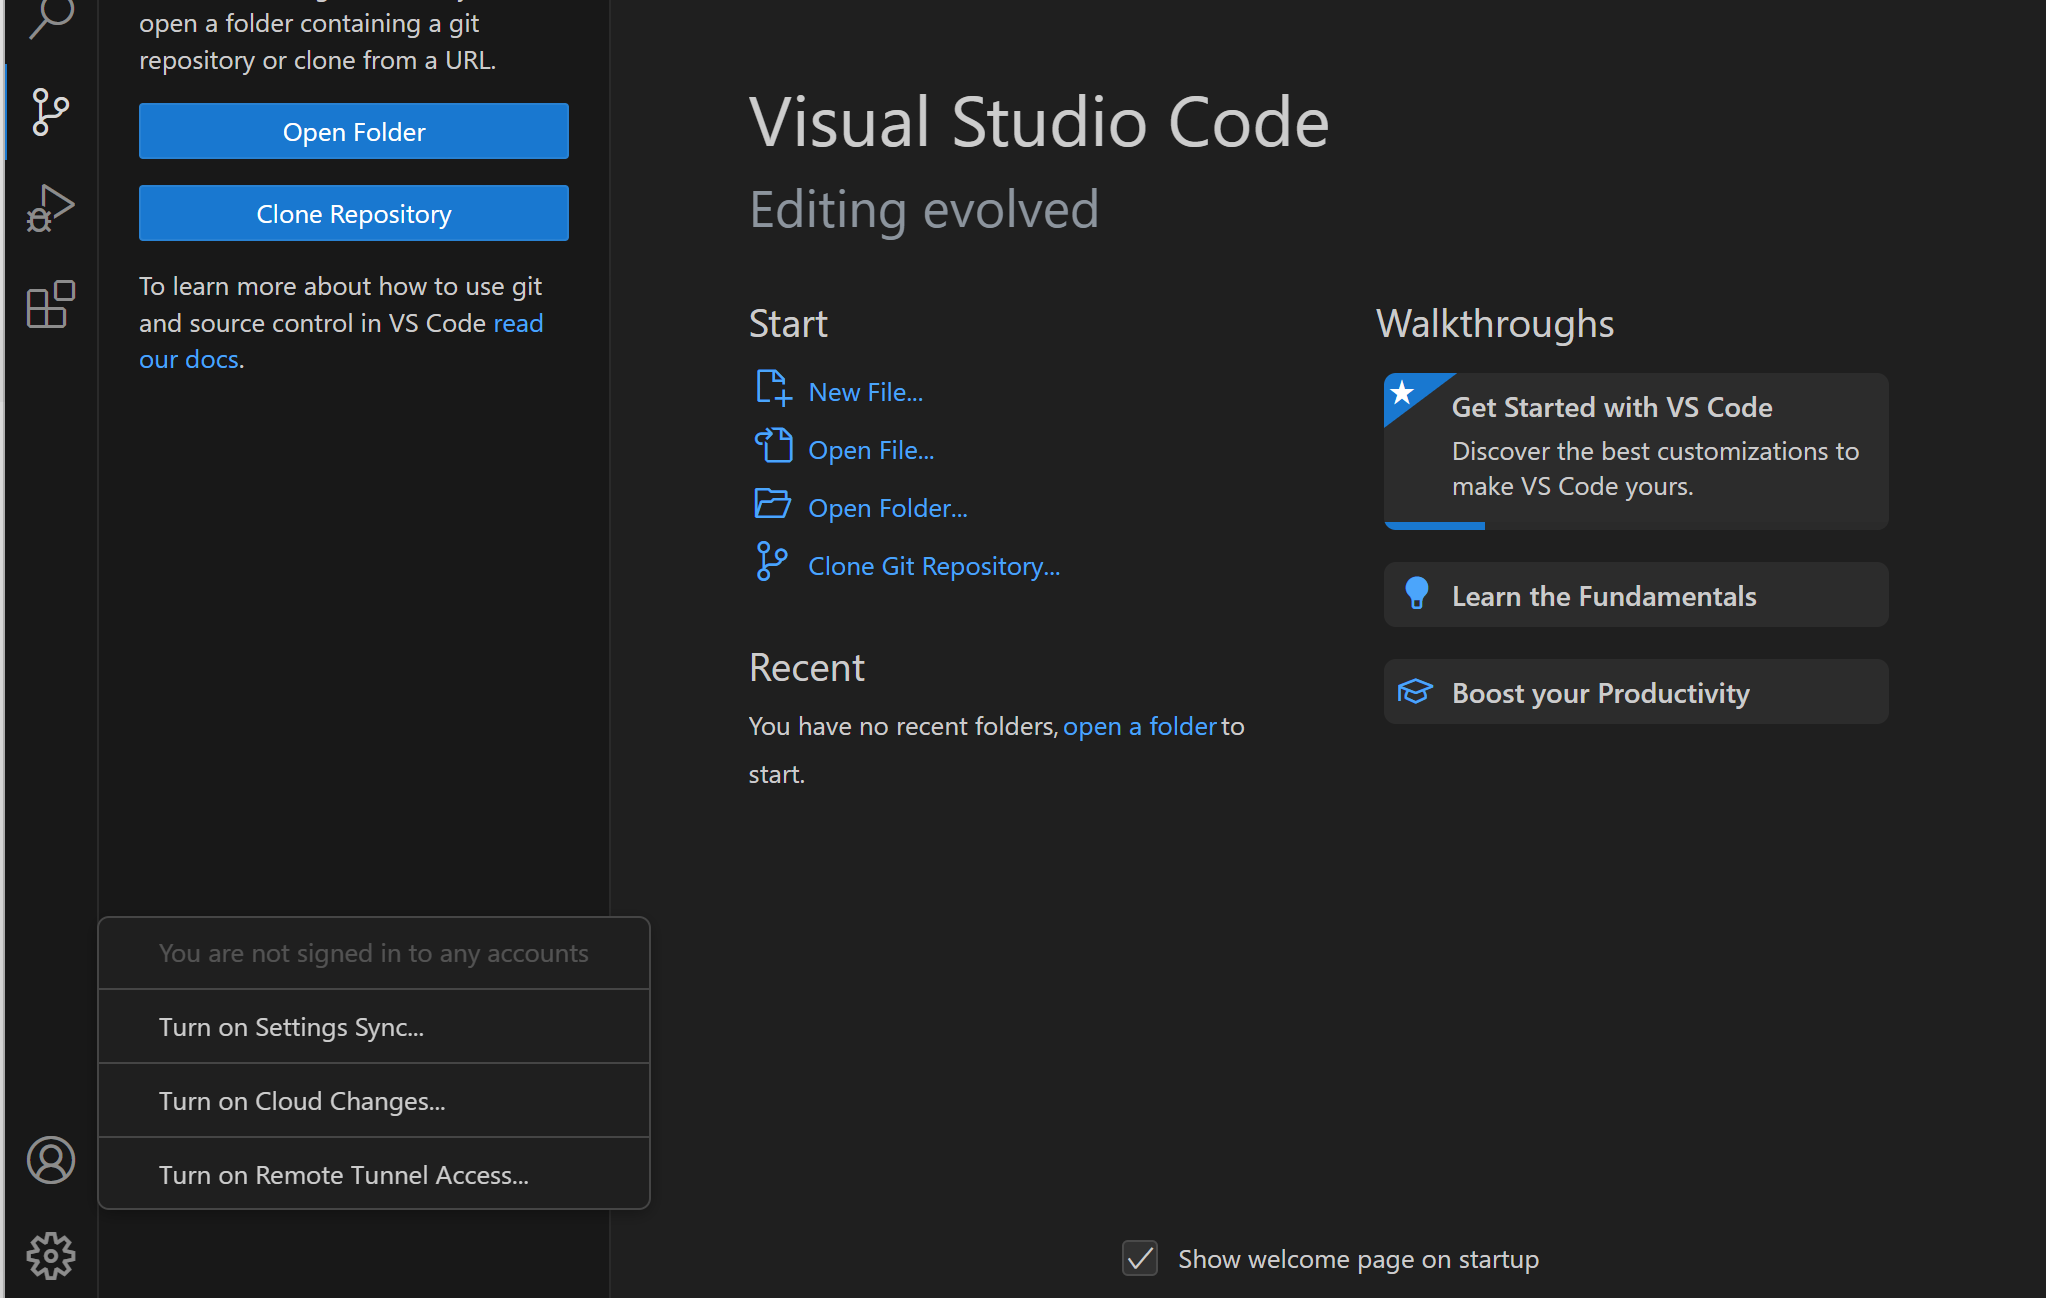 open a folder containing a git
repository or clone from a URL.
Open Folder
Clone Repository
To learn more about how to use git
and source control in VS Code read
our docs.
Visual Studio Code
Editing evolved
Start
New File...
Open File...
Open Folder...
Clone Git Repository...
Recent
You have no recent folders, open a folder to
start.
Walkthroughs
Get Started with VS Code
Discover the best customizations to
make VS Code yours.
Learn the Fundamentals
Boost your Productivity
You are not signed in to any accounts
Turn on Settings Sync...
Turn on Cloud Changes...
Turn on Remote Tunnel Access...
Show welcome page on startup